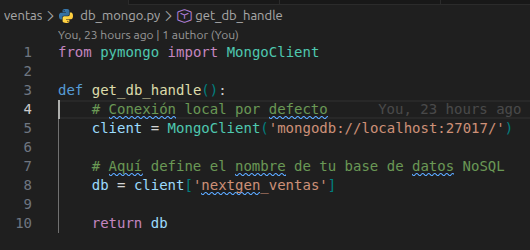 ventas > db_mongo.py > get_db_handle
You, 23 hours ago | 1 author (You)
1 from pymongo import MongoClient
2
3 def get_db_handle():
4 # Conexión local por defecto You, 23 hours ago
5 client = MongoClient('mongodb://localhost:27017/')
6
7 # Aquí define el nombre de tu base de datos NoSQL
8 db = client['nextgen_ventas']
9
10 return db